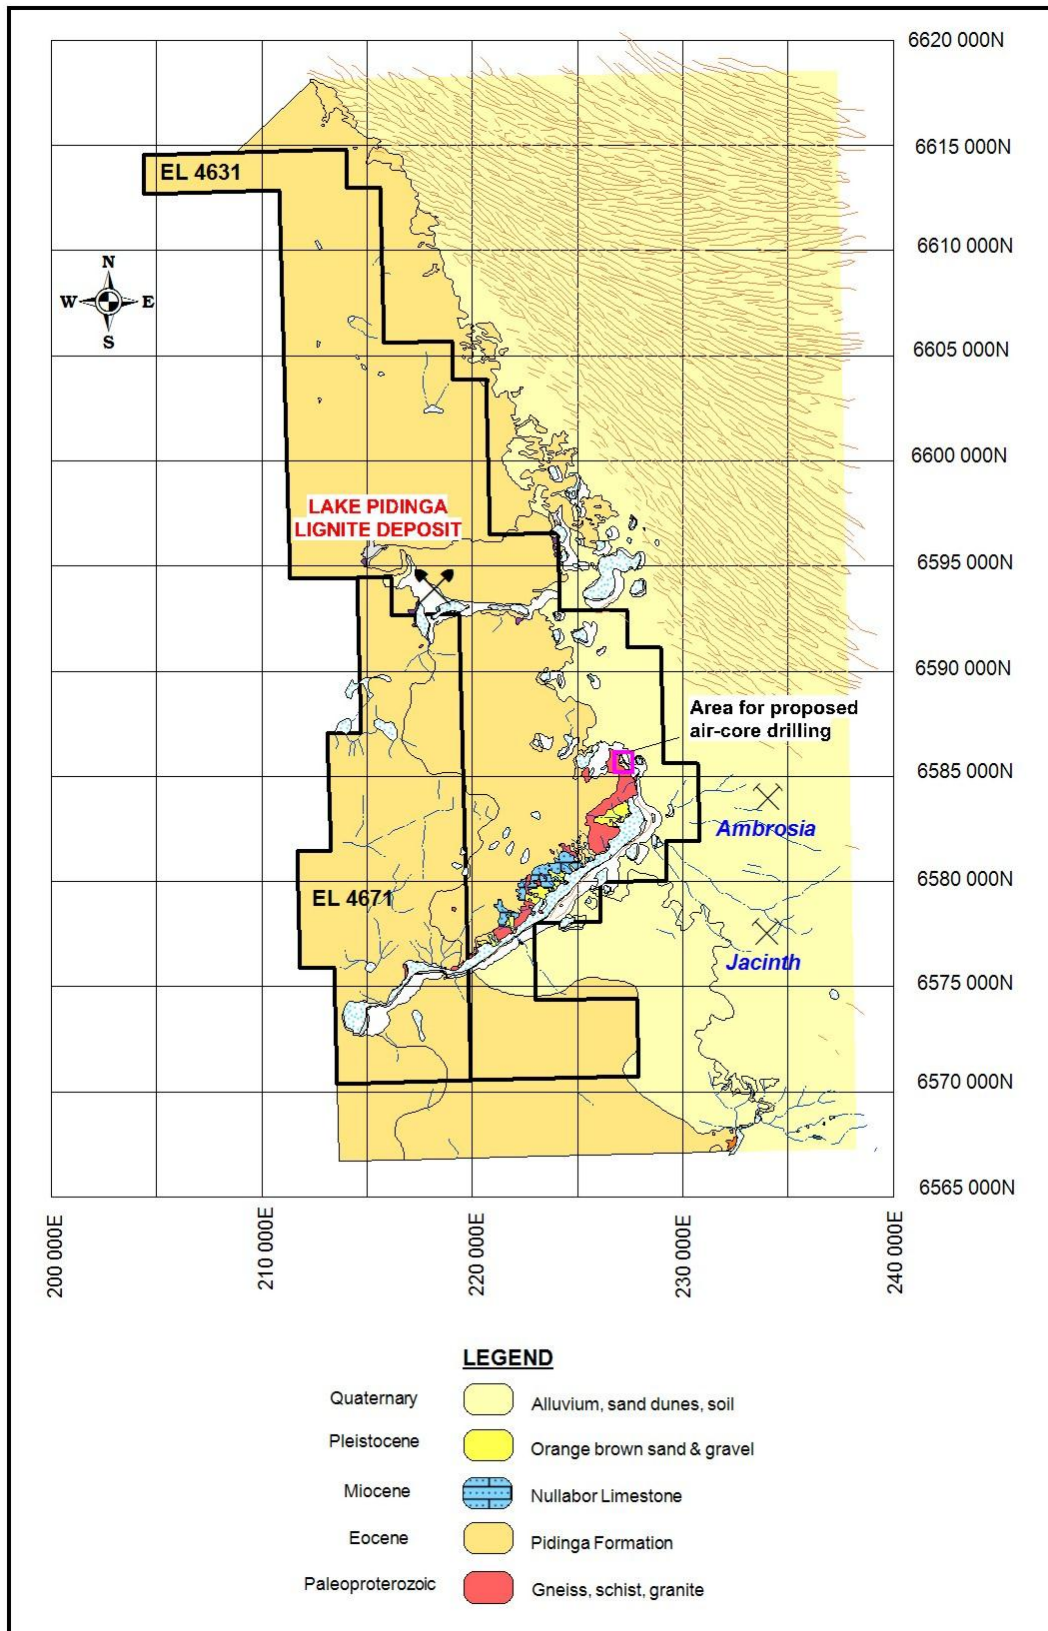 6620 000N
6615 000N
EL 4631
6610 000N
N
W E
S
6605 000N
6600 000N
LAKE PIDINGA
LIGNITE DEPOSIT
6595 000N
6590 000N
Area for proposed
air-core drilling
6585 000N
Ambrosia
6580 000N
EL 4671
Jacinth
6575 000N
6570 000N
6565 000N
200 000E
210 000E
220 000E
230 000E
240 000E
LEGEND
Quaternary Alluvium, sand dunes, soil
Pleistocene Orange brown sand & gravel
Miocene Nullabor Limestone
Eocene Pidinga Formation
Paleoproterozoic Gneiss, schist, granite